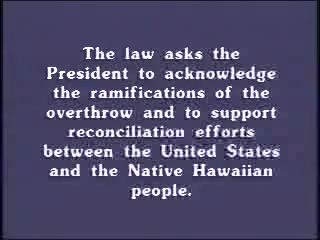 The law asks the
President to acknowledge
the ramifications of the
overthrow and to support
reconciliation efforts
between the United States
and the Native Hawaiian
people.